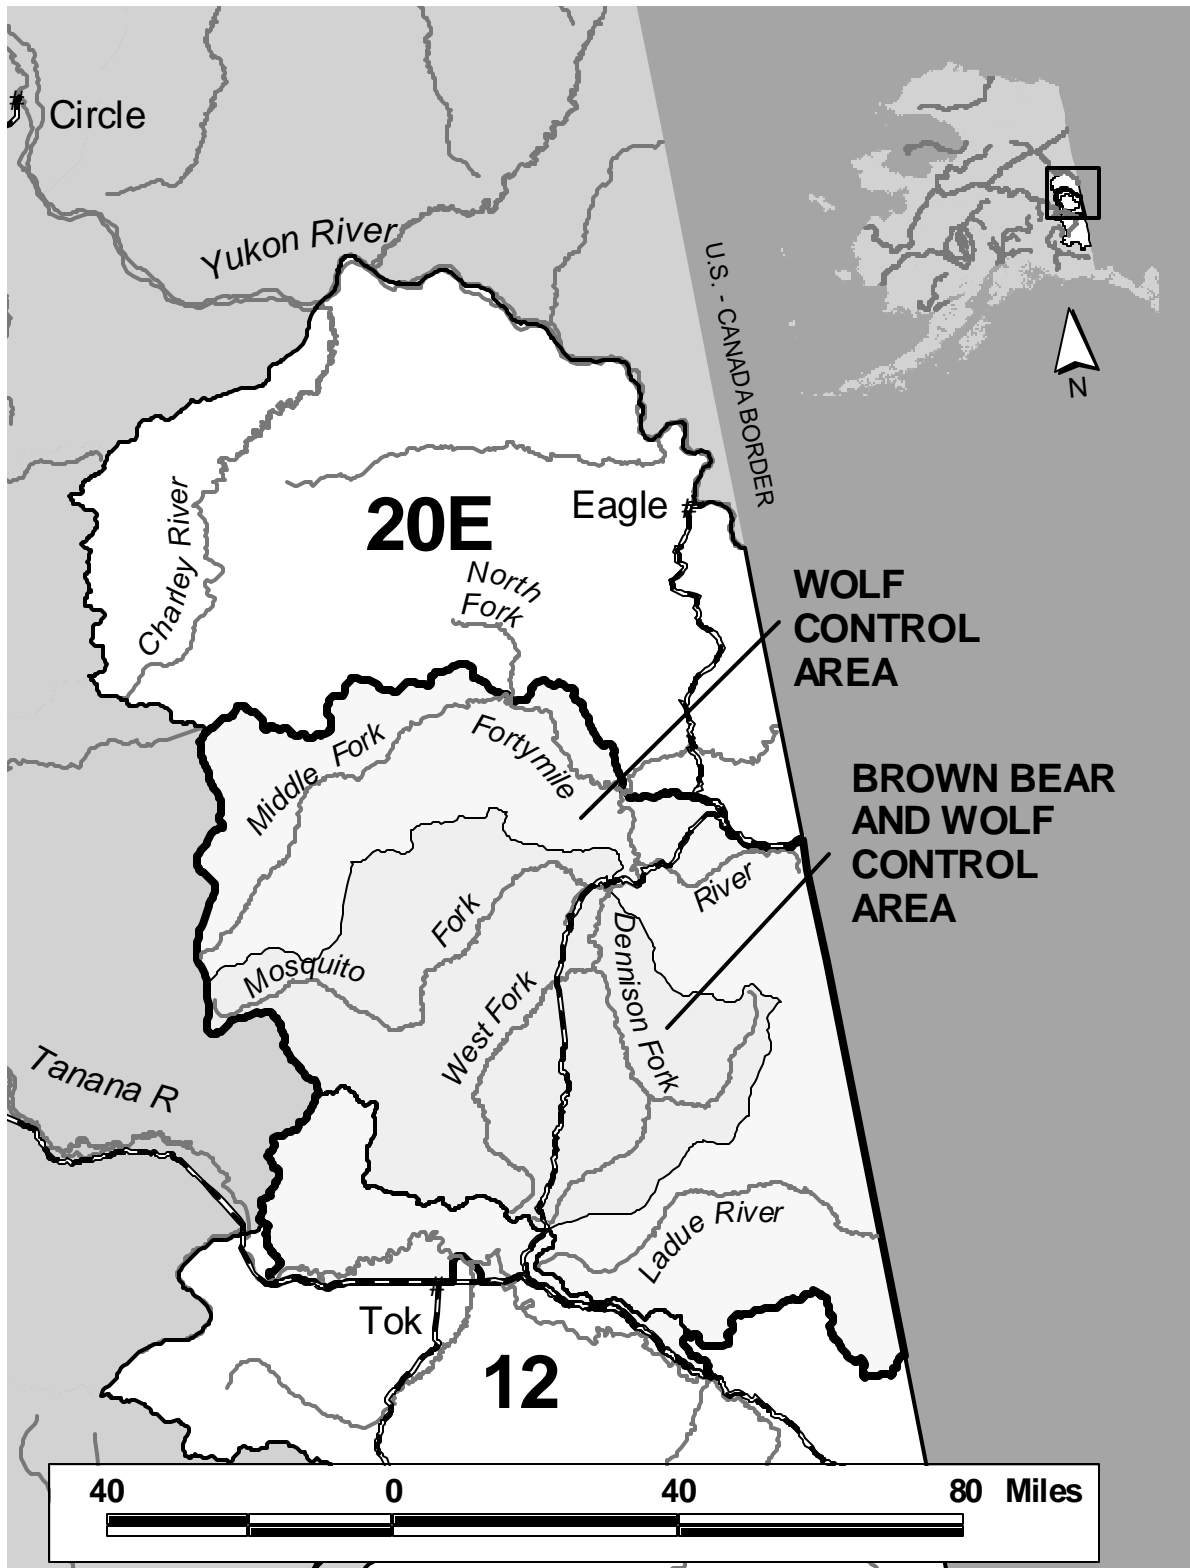 Circle
Yukon River
U.S. - CANADA BORDER
N
Charley River
20E
Eagle
North
Fork
WOLF
CONTROL
AREA
Middle Fork
Fortymile
BROWN BEAR
AND WOLF
CONTROL
AREA
River
Fork
Mosquito
Dennison Fork
West Fork
Tanana R
Ladue River
Tok
12
40 0 40 80 Miles